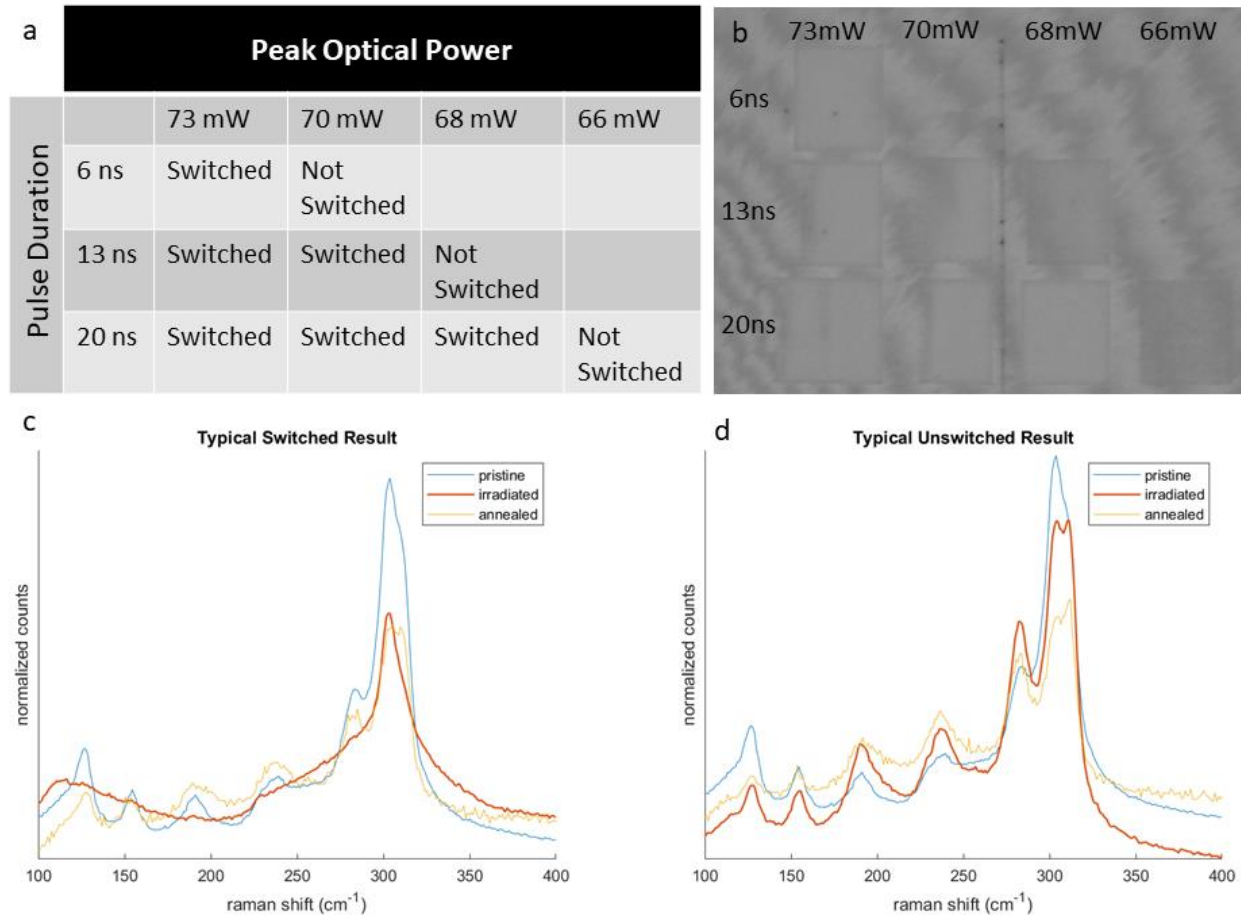 a
Peak Optical Power
Pulse Duration
73 mW 70 mW 68 mW 66 mW
6 ns Switched Not
Switched
13 ns Switched Switched Not
Switched
20 ns Switched Switched Switched Not
Switched
b
73mW 70mW 68mW 66mW
6ns
13ns
20ns
c
Typical Switched Result
pristine
irradiated
annealed
normalized counts
100 150 200 250 300 350 400
raman shift (cm⁻¹)
d
Typical Unswitched Result
pristine
irradiated
annealed
normalized counts
100 150 200 250 300 350 400
raman shift (cm⁻¹)